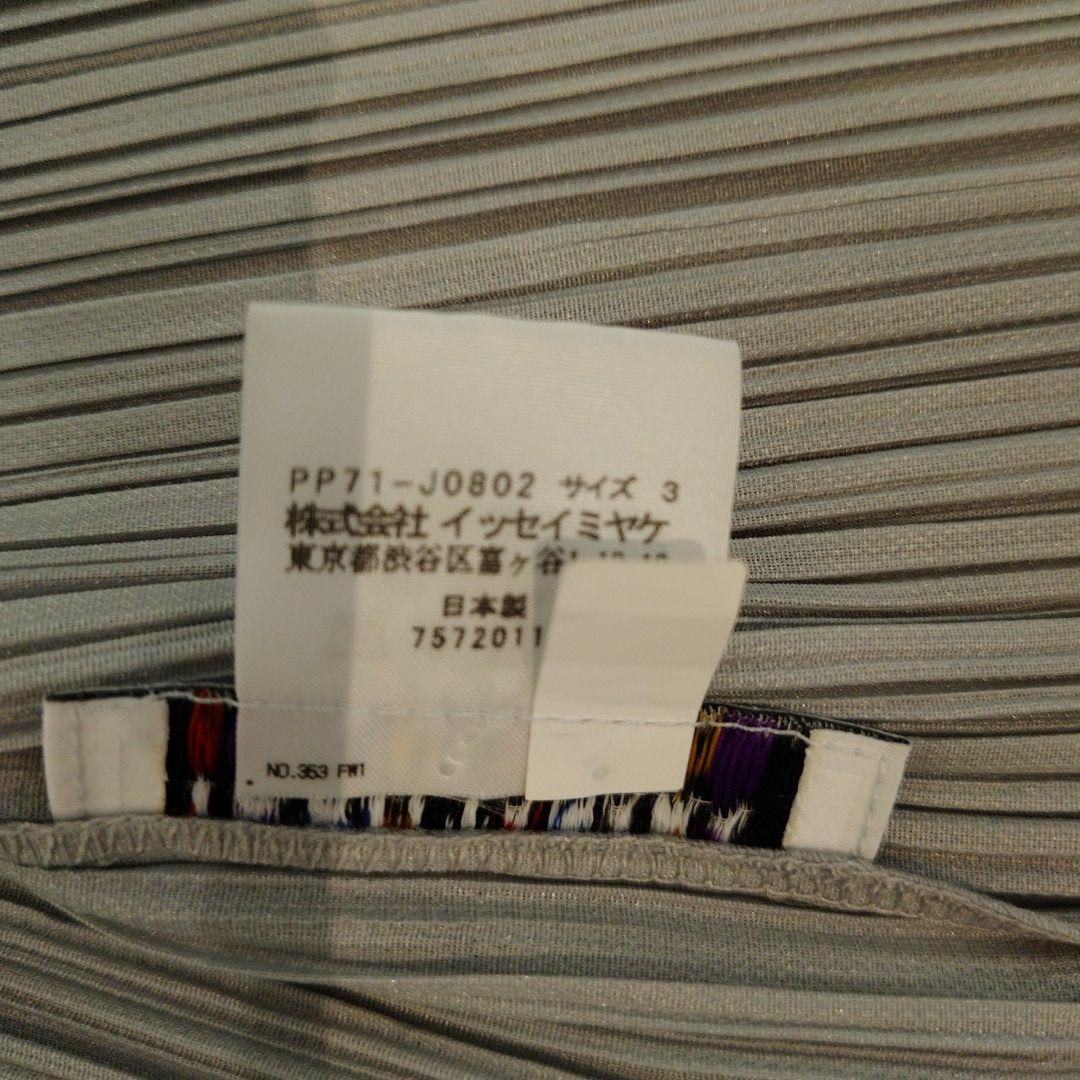 PP71-J0802 サイズ 3
株式会社 イッセイミヤケ
東京都渋谷区富ヶ谷
日本製
7572011
NO.353 FW1